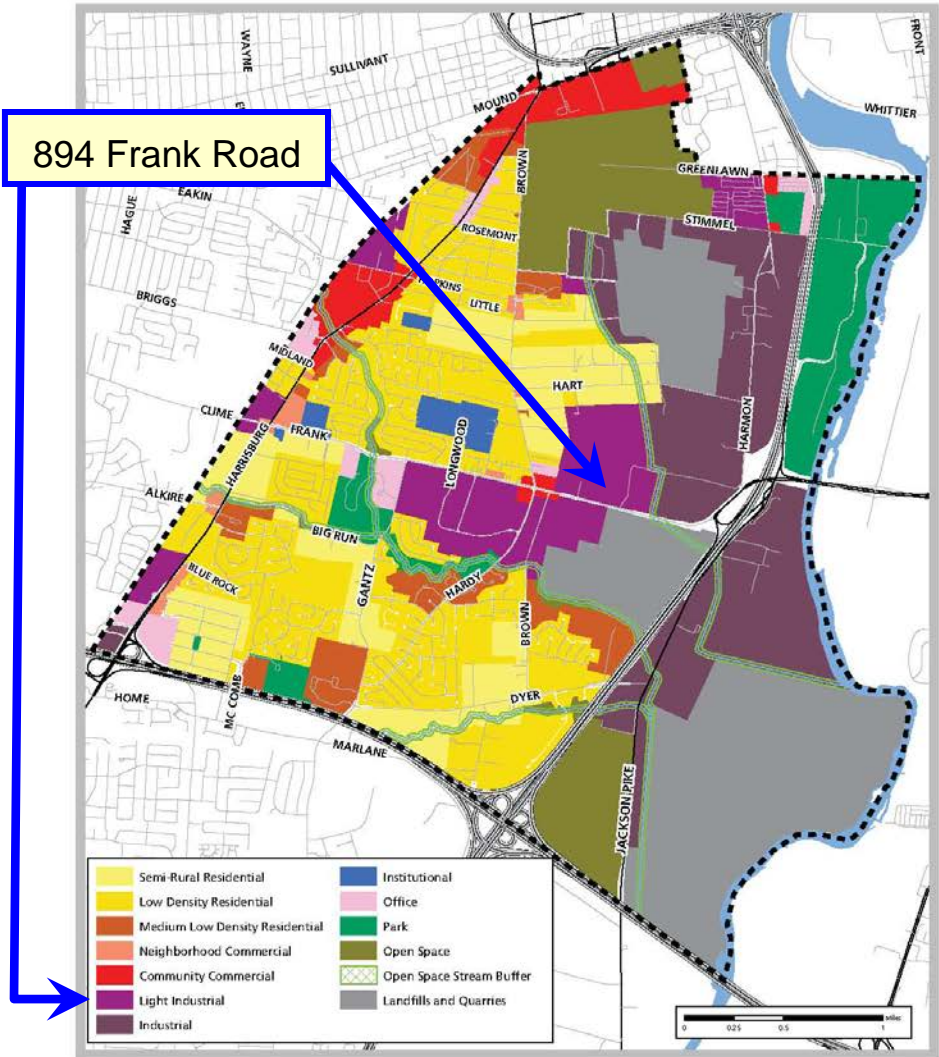 WAYNE
FRONT
SULLIVANT
MOUND
WHITTIER
894 Frank Road
BROWN
GREENLAWN
EAKIN
HAGUE
STIMMEL
ROSEMONT
BRIGGS
LITTLE
MIDLAND
HART
CLIME
FRANK
HARRISBURG
LONGWOOD
HARMON
ALKIRE
BIG RUN
BLUE ROCK
GANTZ
HARDY
BROWN
HOME
MC COMB
DYER
MARLANE
JACKSON PIKE
Semi-Rural Residential
Low Density Residential
Medium Low Density Residential
Neighborhood Commercial
Community Commercial
Light Industrial
Industrial
Institutional
Office
Park
Open Space
Open Space Stream Buffer
Landfills and Quarries
Miles
0 0.25 0.5 1